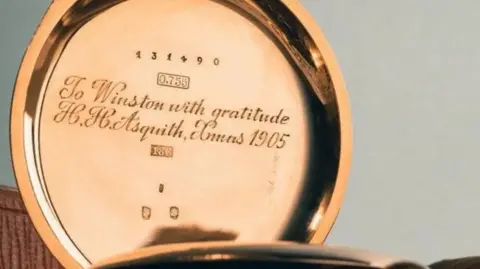 131490
0.755
To Winston with gratitude
H.H.Asquith, Xmas 1905